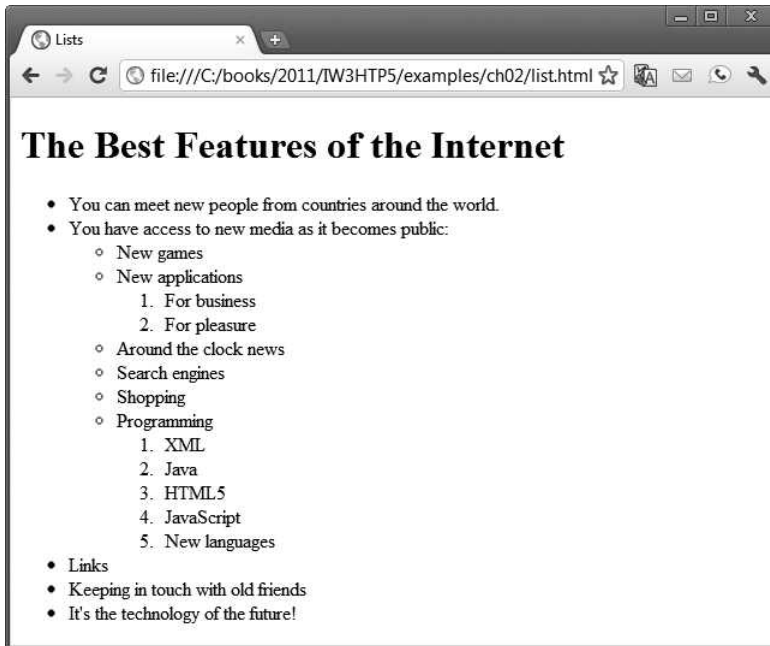 Lists
file:///C:/books/2011/IW3HTP5/examples/ch02/list.html
The Best Features of the Internet
• You can meet new people from countries around the world.
• You have access to new media as it becomes public:
◦ New games
◦ New applications
1. For business
2. For pleasure
◦ Around the clock news
◦ Search engines
◦ Shopping
◦ Programming
1. XML
2. Java
3. HTML5
4. JavaScript
5. New languages
• Links
• Keeping in touch with old friends
• It's the technology of the future!